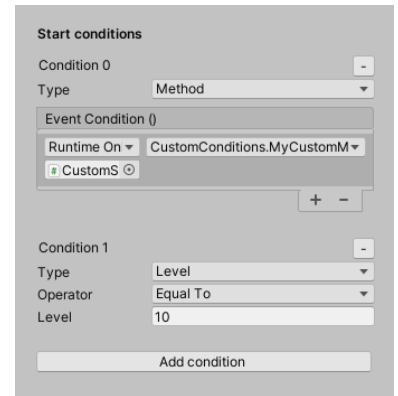 Start conditions
Condition 0 -
Type Method
Event Condition ()
Runtime On CustomConditions.MyCustomM
# CustomS
+ -
Condition 1 -
Type Level
Operator Equal To
Level 10
Add condition